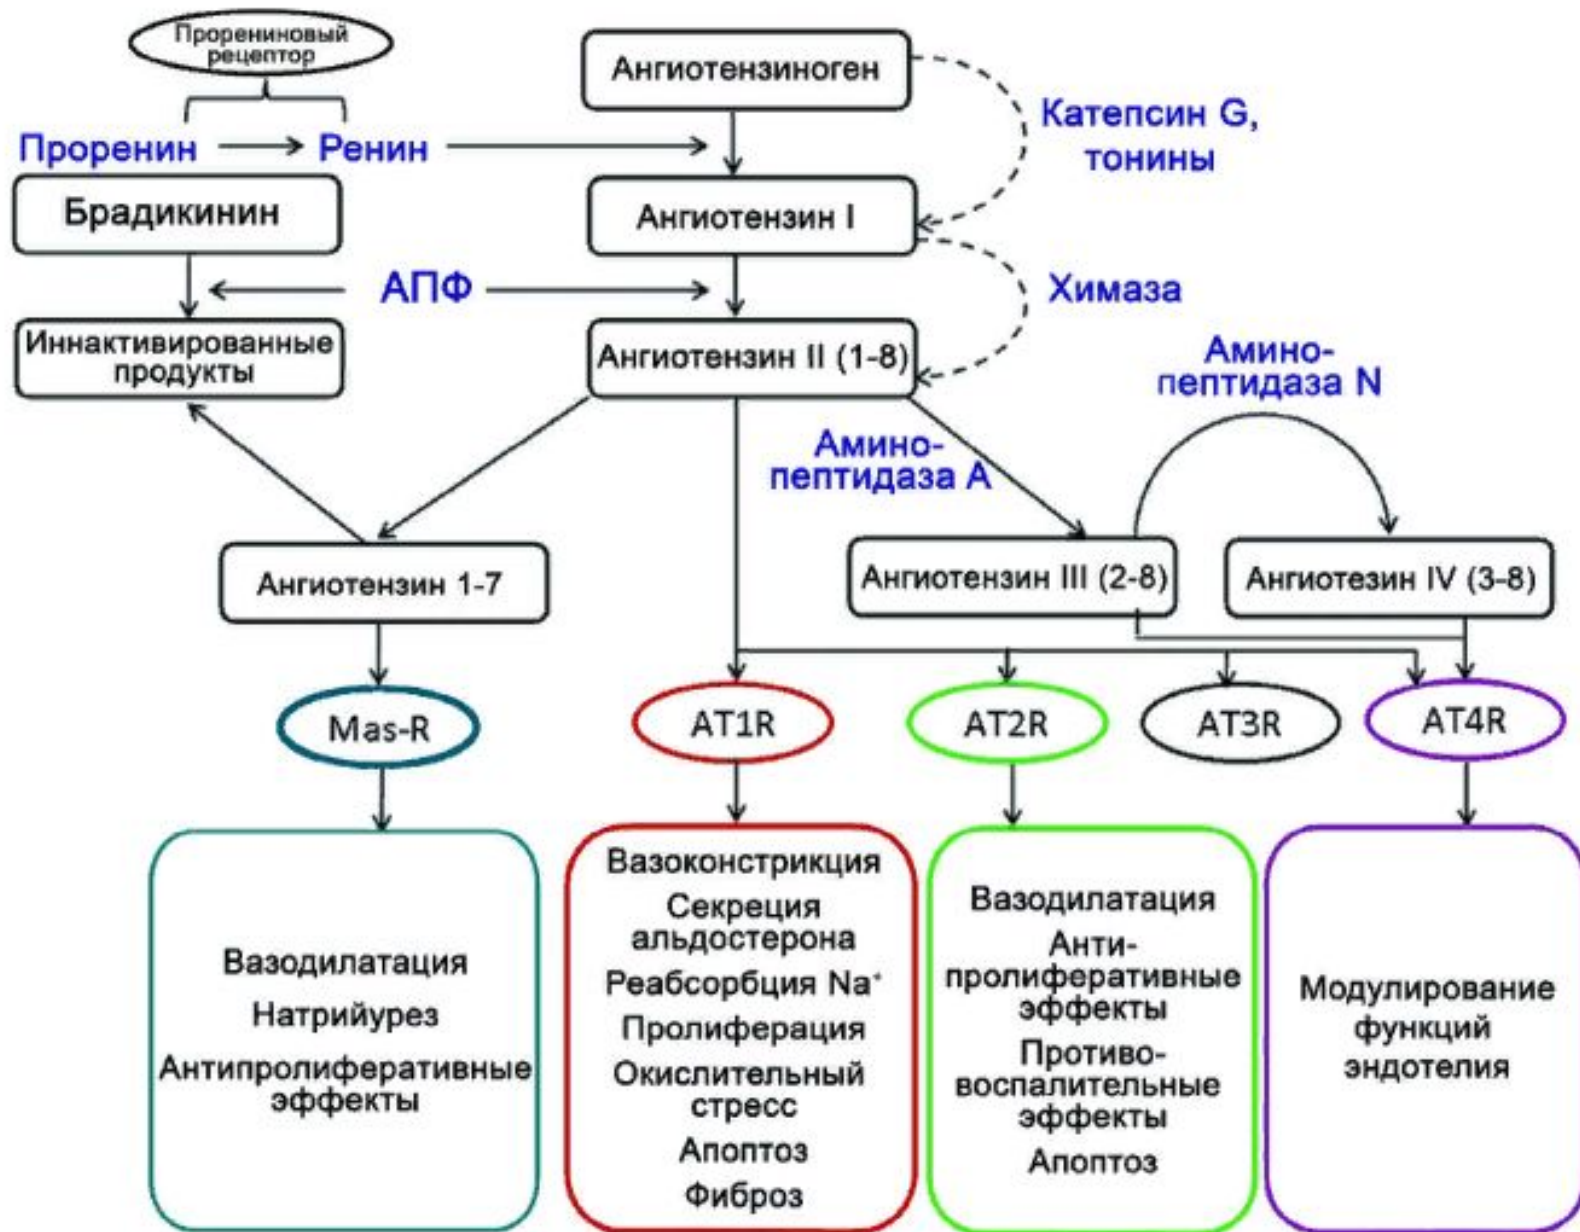 Прорениновый
рецептор
Ангиотензиноген
Катепсин G,
тонины
Проренин
Ренин
Брадикинин
Ангиотензин I
АПФ
Химаза
Иннактивированные
продукты
Ангиотензин II (1-8)
Амино-
пептидаза N
Амино-
пептидаза A
Ангиотензин 1-7
Ангиотензин III (2-8)
Ангиотезин IV (3-8)
Mas-R
AT1R
AT2R
AT3R
AT4R
Вазодилатация
Натрийурез
Антипролиферативные
эффекты
Вазоконстрикция
Секреция
альдостерона
Реабсорбция Na⁺
Пролиферация
Окислительный
стресс
Апоптоз
Фиброз
Вазодилатация
Анти-
пролиферативные
эффекты
Противо-
воспалительные
эффекты
Апоптоз
Модулирование
функций
эндотелия